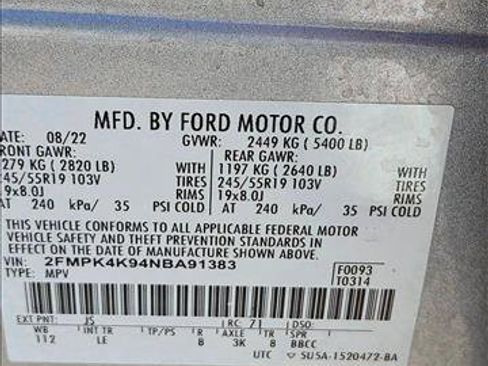 MFD. BY FORD MOTOR CO.
DATE: 08/22 GVWR: 2449 KG ( 5400 LB)
FRONT GAWR: REAR GAWR:
279 KG ( 2820 LB) WITH 1197 KG ( 2640 LB) WITH
245/55R19 103V TIRES 245/55R19 103V TIRES
19x8.0J RIMS 19x8.0J RIMS
AT 240 kPa/ 35 PSI COLD AT 240 kPa/ 35 PSI COLD
THIS VEHICLE CONFORMS TO ALL APPLICABLE FEDERAL MOTOR
VEHICLE SAFETY AND THEFT PREVENTION STANDARDS IN
EFFECT ON THE DATE OF MANUFACTURE SHOWN ABOVE.
VIN: 2FMPK4K94NBA91383
TYPE: MPV
F0093
T0314
EXT PNT: JS RC: 71 DSO:
WB INT TR TP/PS R AXLE TR SPR
112 LE 8 3K 8 BBCC
UTC SU5A-1520472-BA